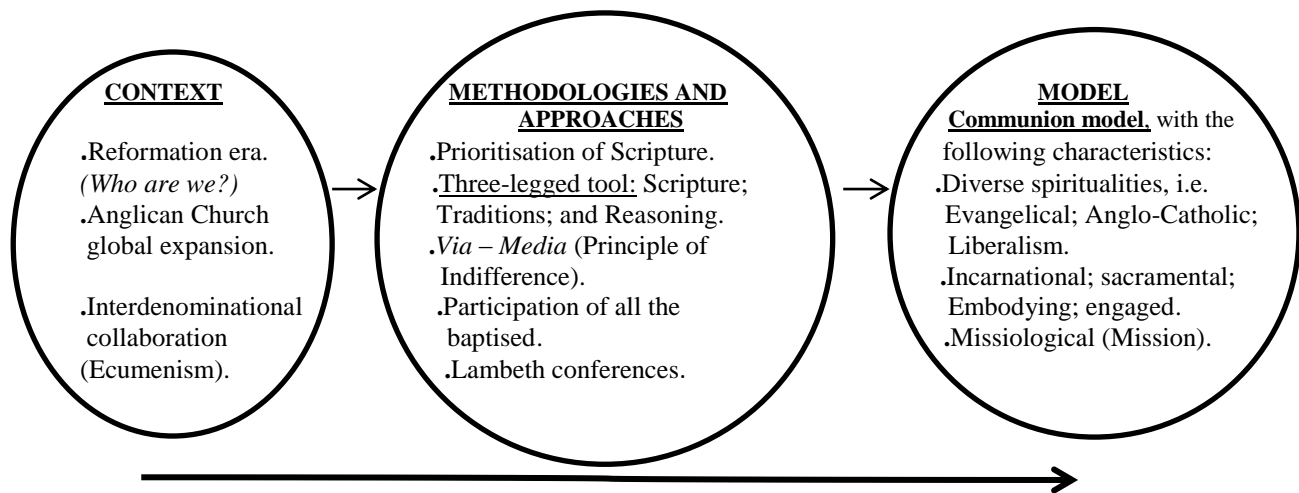 CONTEXT
.Reformation era.
(Who are we?)
.Anglican Church
global expansion.
.Interdenominational
collaboration
(Ecumenism).
METHODOLOGIES AND
APPROACHES
.Prioritisation of Scripture.
.Three-legged tool: Scripture;
Traditions; and Reasoning.
.Via – Media (Principle of
Indifference).
.Participation of all the
baptised.
.Lambeth conferences.
MODEL
Communion model, with the
following characteristics:
.Diverse spiritualities, i.e.
Evangelical; Anglo-Catholic;
Liberalism.
.Incarnational; sacramental;
Embodying; engaged.
.Missiological (Mission).